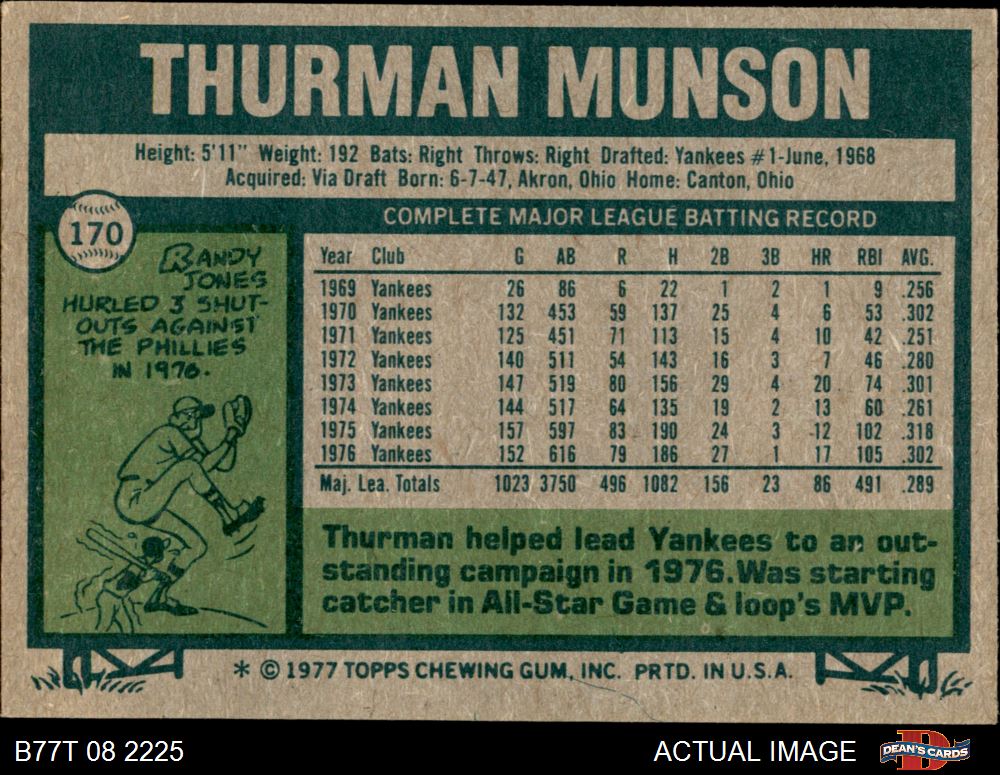 THURMAN MUNSON
Height: 5'11" Weight: 192 Bats: Right Throws: Right Drafted: Yankees #1-June, 1968
Acquired: Via Draft Born: 6-7-47, Akron, Ohio Home: Canton, Ohio
170
RANDY
JONES
HURLED 3 SHUT-
OUTS AGAINST
THE PHILLIES
IN 1976.
COMPLETE MAJOR LEAGUE BATTING RECORD
Year Club G AB R H 2B 3B HR RBI AVG.
1969 Yankees 26 86 6 22 1 2 1 9 .256
1970 Yankees 132 453 59 137 25 4 6 53 .302
1971 Yankees 125 451 71 113 15 4 10 42 .251
1972 Yankees 140 511 54 143 16 3 7 46 .280
1973 Yankees 147 519 80 156 29 4 20 74 .301
1974 Yankees 144 517 64 135 19 2 13 60 .261
1975 Yankees 157 597 83 190 24 3 12 102 .318
1976 Yankees 152 616 79 186 27 1 17 105 .302
Maj. Lea. Totals 1023 3750 496 1082 156 23 86 491 .289
Thurman helped lead Yankees to an out-
standing campaign in 1976. Was starting
catcher in All-Star Game & loop's MVP.
* © 1977 TOPPS CHEWING GUM, INC. PRTD. IN U.S.A.
B77T 08 2225
ACTUAL IMAGE
D
DEAN'S CARDS